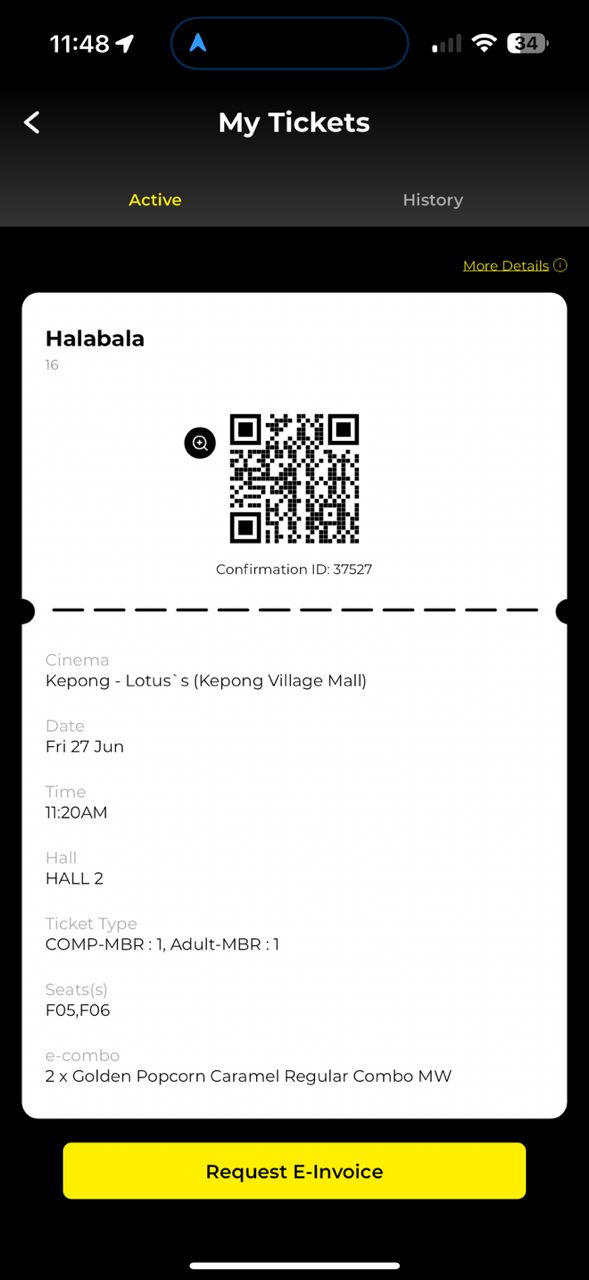 11:48
34
My Tickets
Active
History
More Details
Halabala
16
Confirmation ID: 37527
Cinema
Kepong - Lotus`s (Kepong Village Mall)
Date
Fri 27 Jun
Time
11:20AM
Hall
HALL 2
Ticket Type
COMP-MBR : 1, Adult-MBR : 1
Seats(s)
F05,F06
e-combo
2 x Golden Popcorn Caramel Regular Combo MW
Request E-Invoice